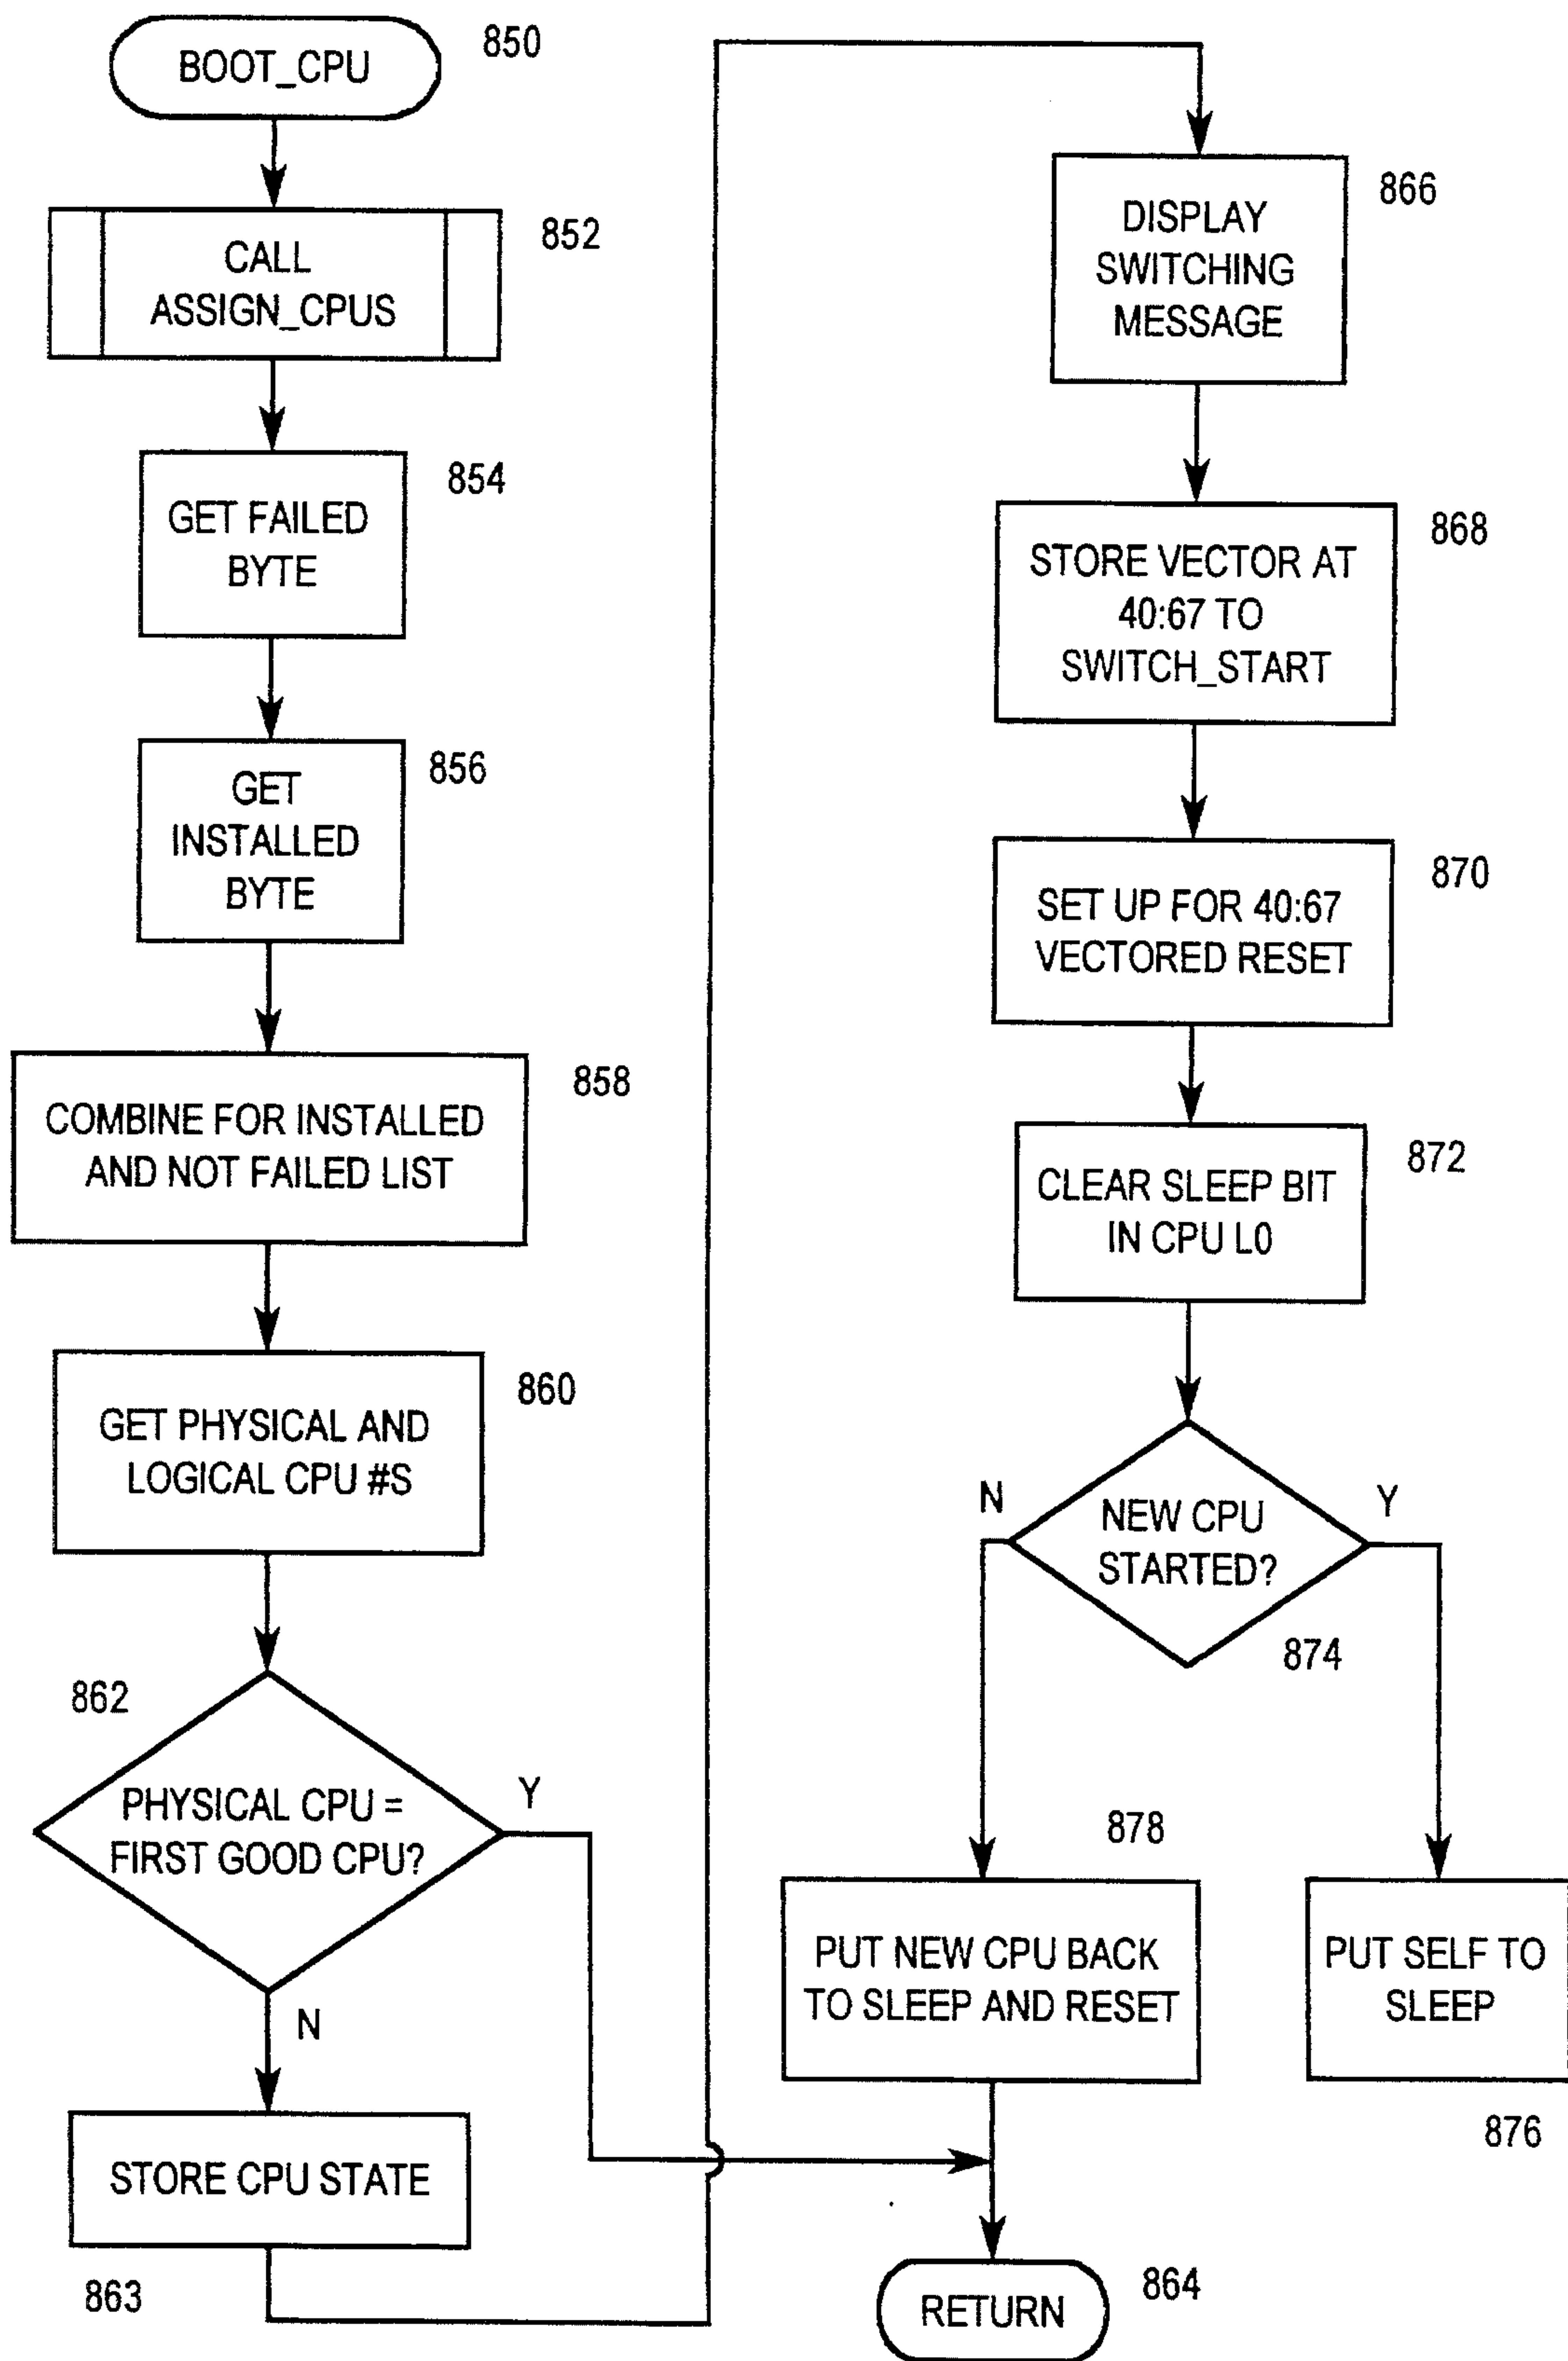 BOOT_CPU
850
CALL
ASSIGN_CPUS
852
GET FAILED
BYTE
854
GET
INSTALLED
BYTE
856
COMBINE FOR INSTALLED
AND NOT FAILED LIST
858
GET PHYSICAL AND
LOGICAL CPU #S
860
862
PHYSICAL CPU =
FIRST GOOD CPU?
Y
N
STORE CPU STATE
863
DISPLAY
SWITCHING
MESSAGE
866
STORE VECTOR AT
40:67 TO
SWITCH_START
868
SET UP FOR 40:67
VECTORED RESET
870
CLEAR SLEEP BIT
IN CPU L0
872
NEW CPU
STARTED?
N
Y
874
878
PUT NEW CPU BACK
TO SLEEP AND RESET
PUT SELF TO
SLEEP
876
RETURN
864